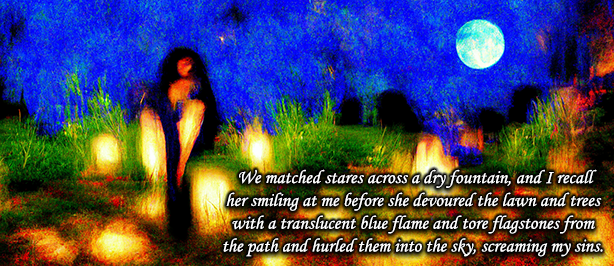 We matched stares across a dry fountain, and I recall
her smiling at me before she devoured the lawn and trees
with a translucent blue flame and tore flagstones from
the path and hurled them into the sky, screaming my sins.